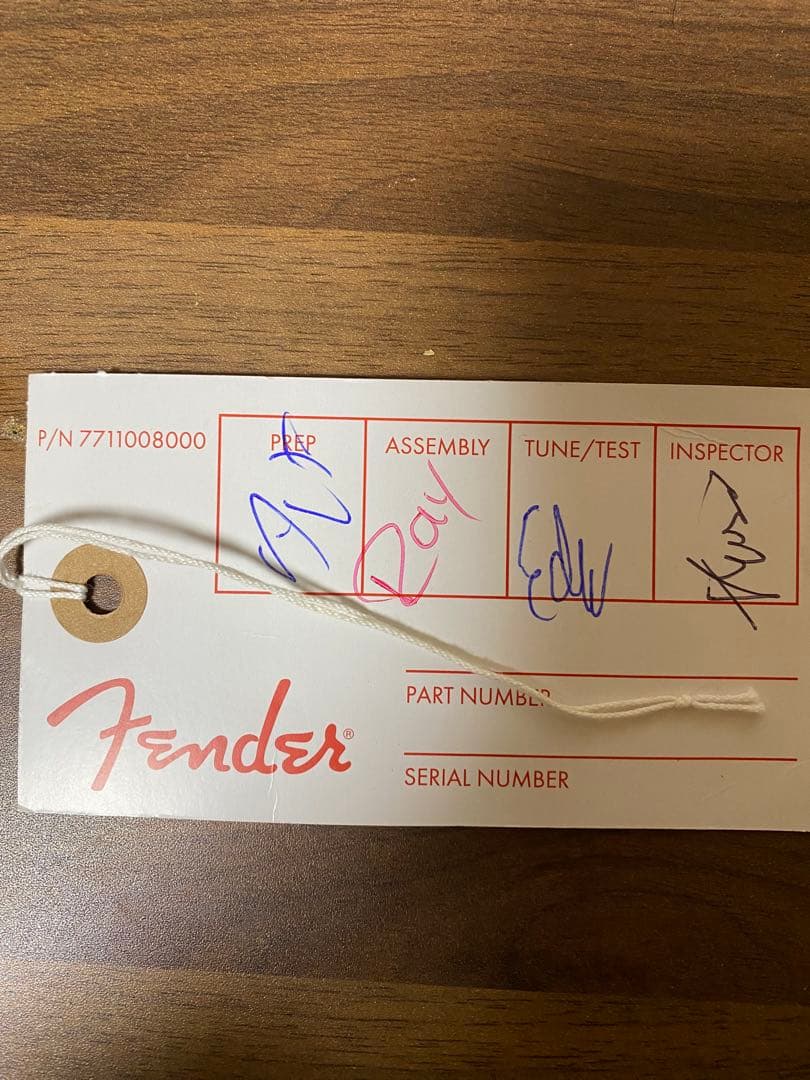 P/N 7711008000
PREP ASSEMBLY TUNE/TEST INSPECTOR
Ray Edw
PART NUMBER
Fender®
SERIAL NUMBER